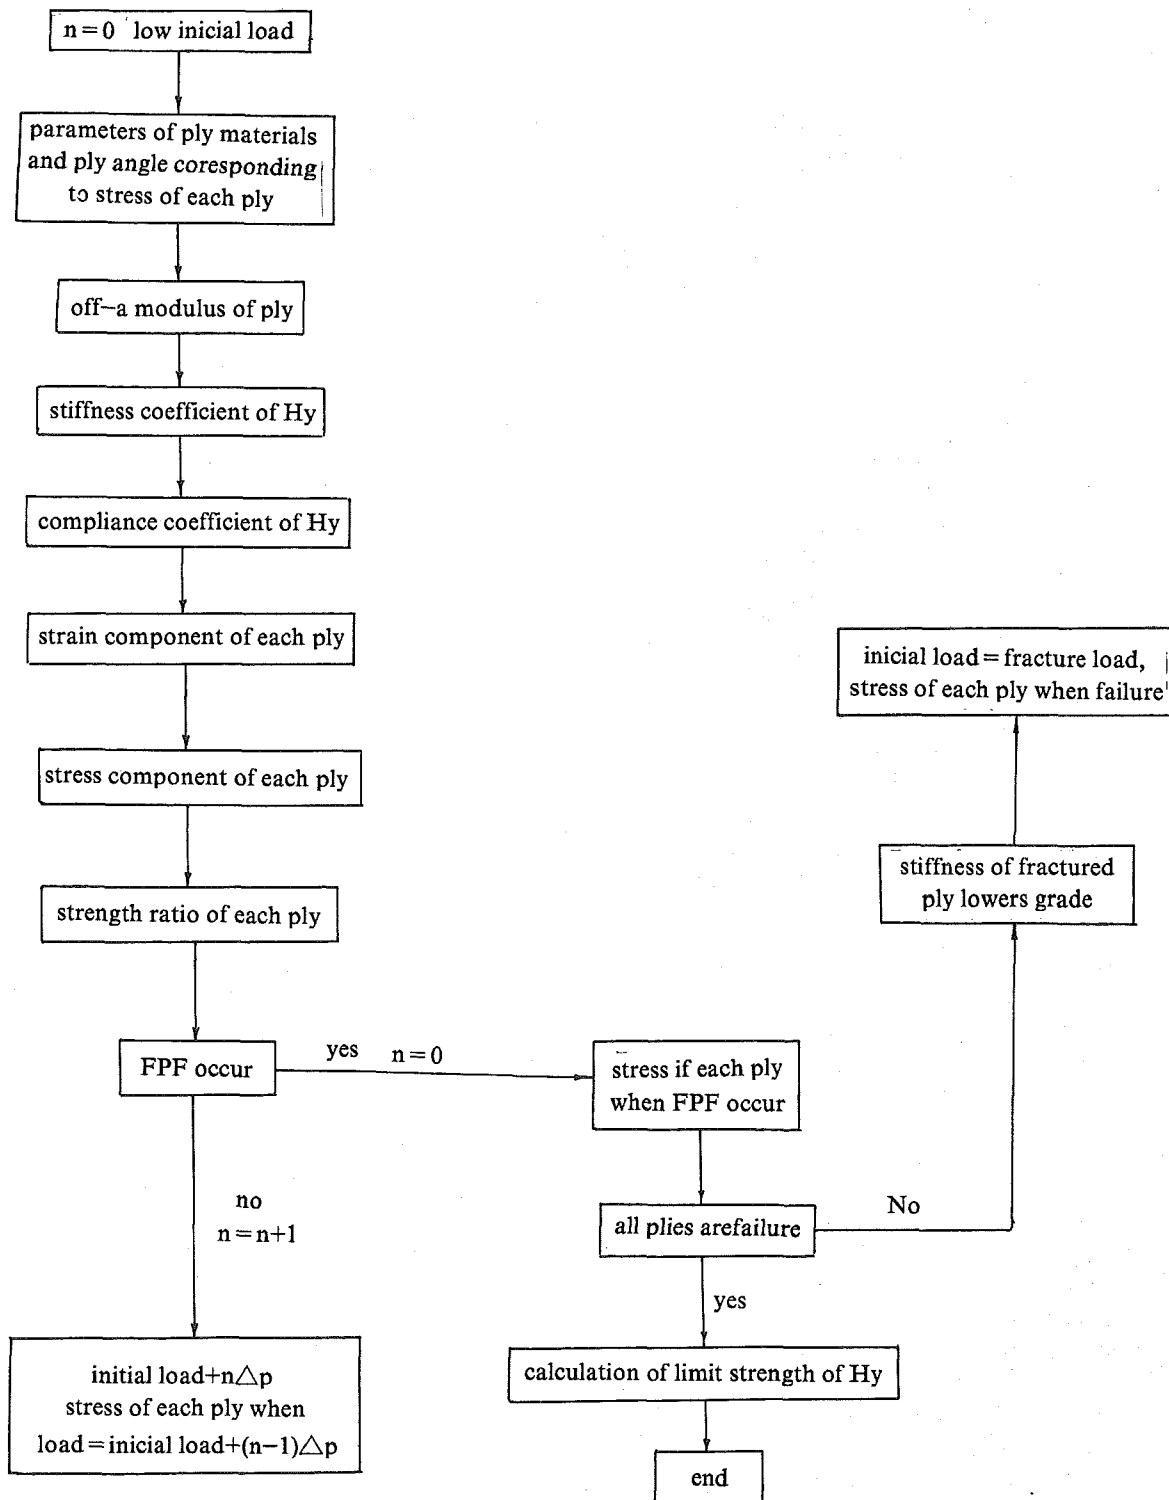 n=0 low inicial load
parameters of ply materials
and ply angle coresponding
to stress of each ply
off-a modulus of ply
stiffness coefficient of Hy
compliance coefficient of Hy
strain component of each ply
stress component of each ply
strength ratio of each ply
FPF occur
yes n=0
no
n=n+1
initial load+n△p
stress of each ply when
load=inicial load+(n-1)△p
stress if each ply
when FPF occur
all plies arefailure
No
yes
calculation of limit strength of Hy
end
stiffness of fractured
ply lowers grade
inicial load=fracture load,
stress of each ply when failure